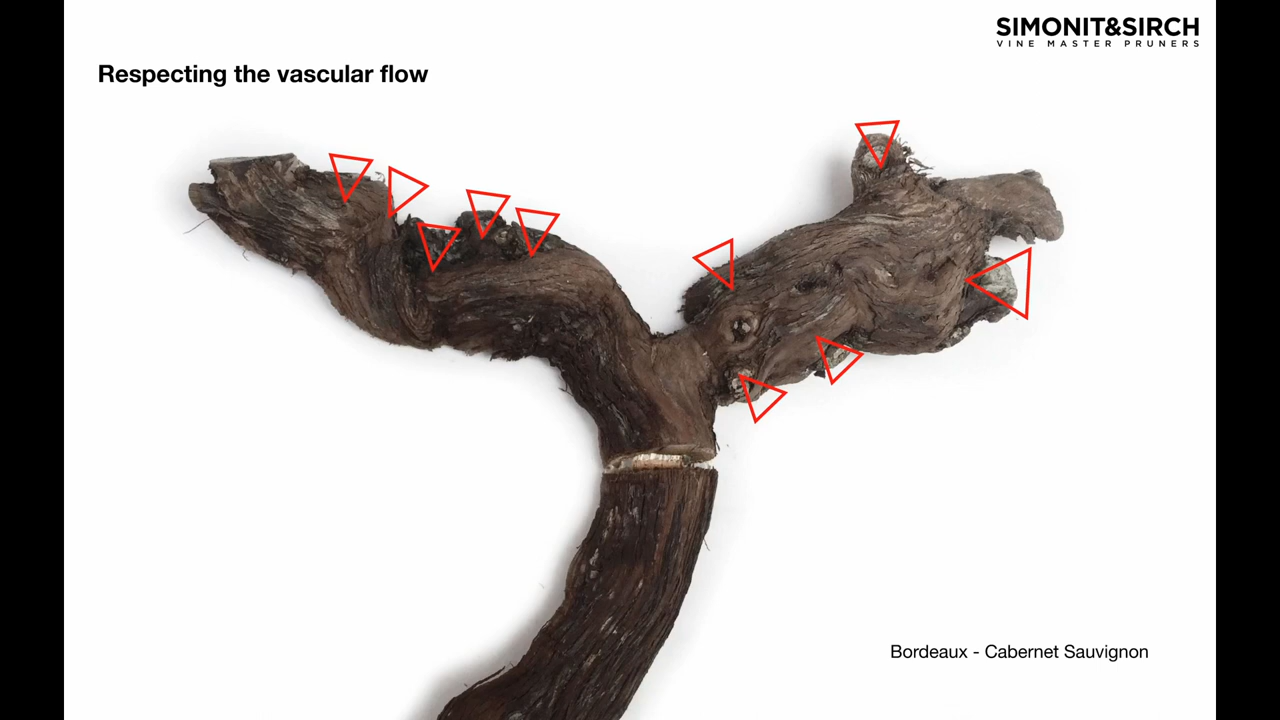 SIMONIT&SIRCH
VINE MASTER PRUNERS
Respecting the vascular flow
Bordeaux - Cabernet Sauvignon